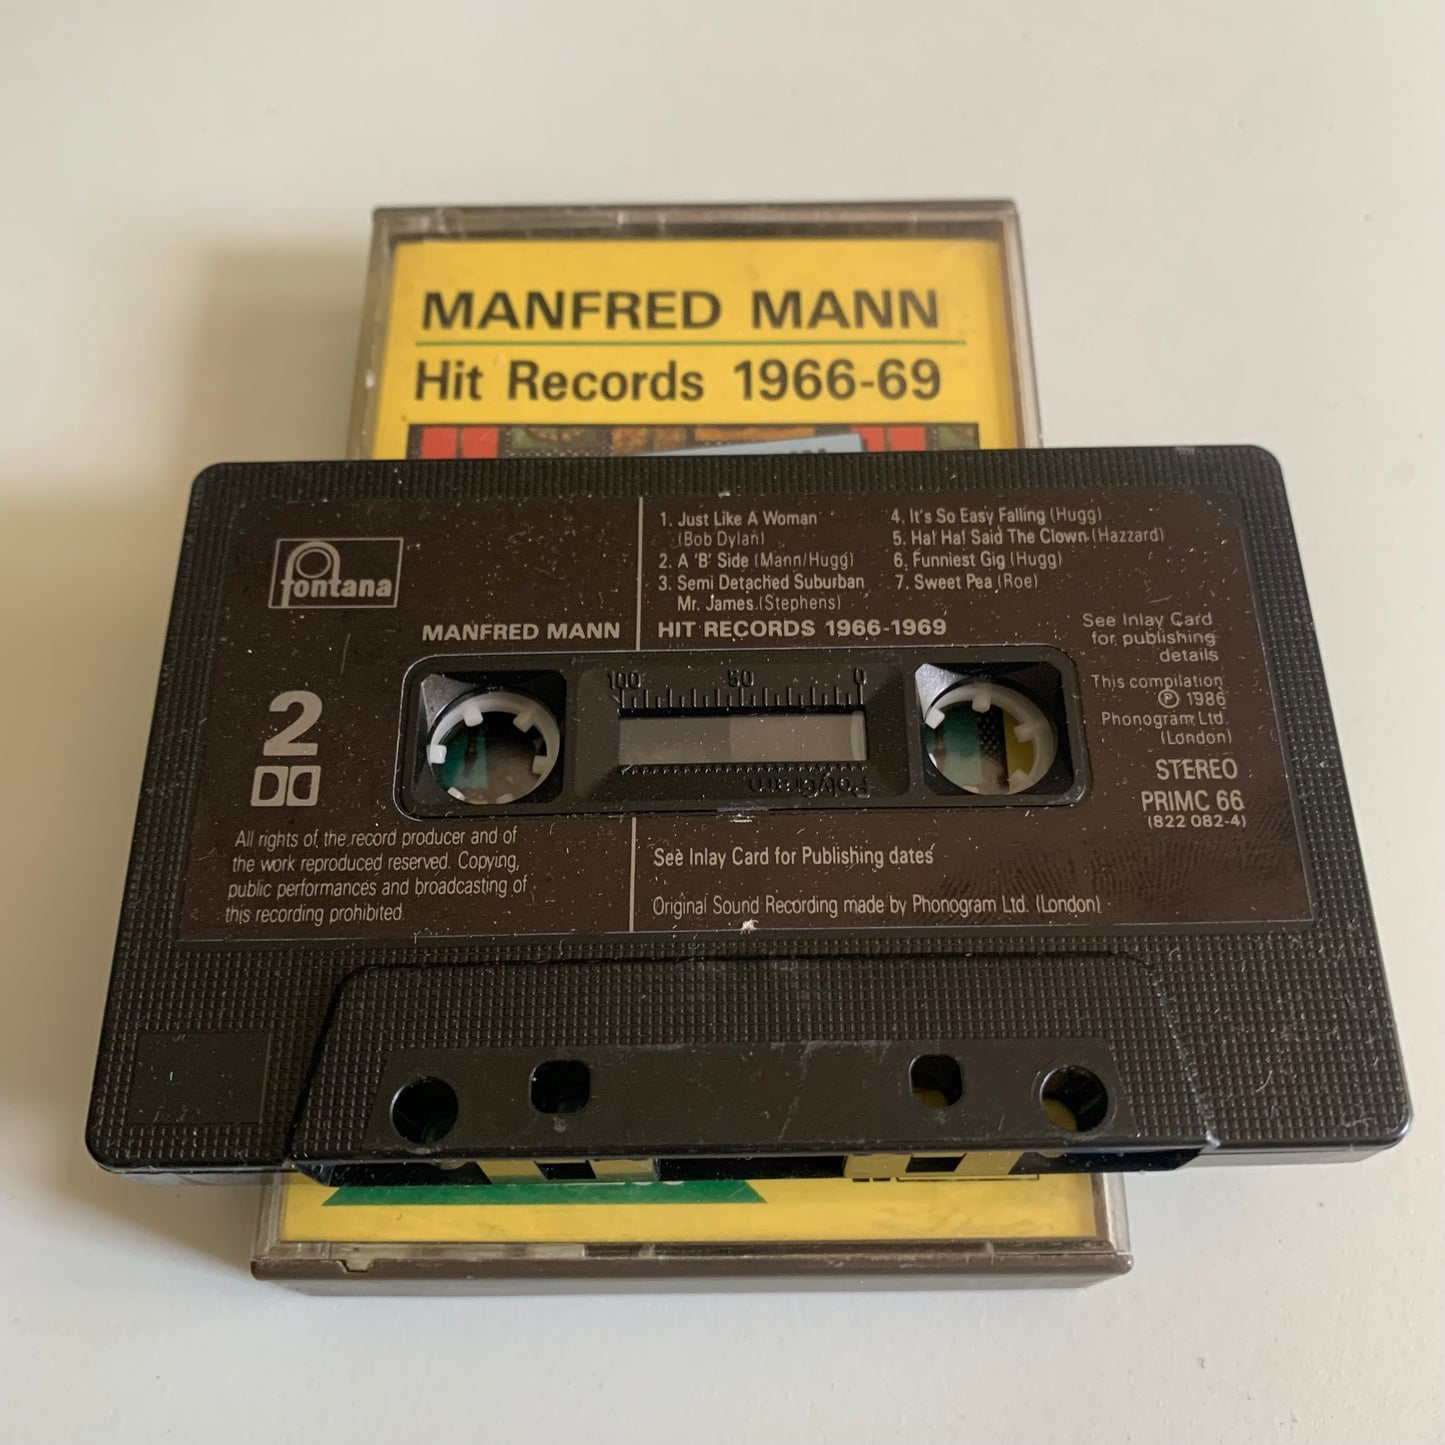 MANFRED MANN
Hit Records 1966-69
fontana
1. Just Like A Woman
(Bob Dylan)
2. A 'B' Side (Mann/Hugg)
3. Semi Detached Suburban
Mr. James (Stephens)
4. It's So Easy Falling (Hugg)
5. Ha! Ha! Said The Clown (Hazzard)
6. Funniest Gig (Hugg)
7. Sweet Pea (Roe)
MANFRED MANN
HIT RECORDS 1966-1969
See Inlay Card
for publishing
details
This compilation
℗ 1986
Phonogram Ltd.
(London)
STEREO
PRIMC 66
(822 082-4)
100 50 0
PolyGram
2
All rights of the record producer and of
the work reproduced reserved. Copying,
public performances and broadcasting of
this recording prohibited.
See Inlay Card for Publishing dates
Original Sound Recording made by Phonogram Ltd. (London)